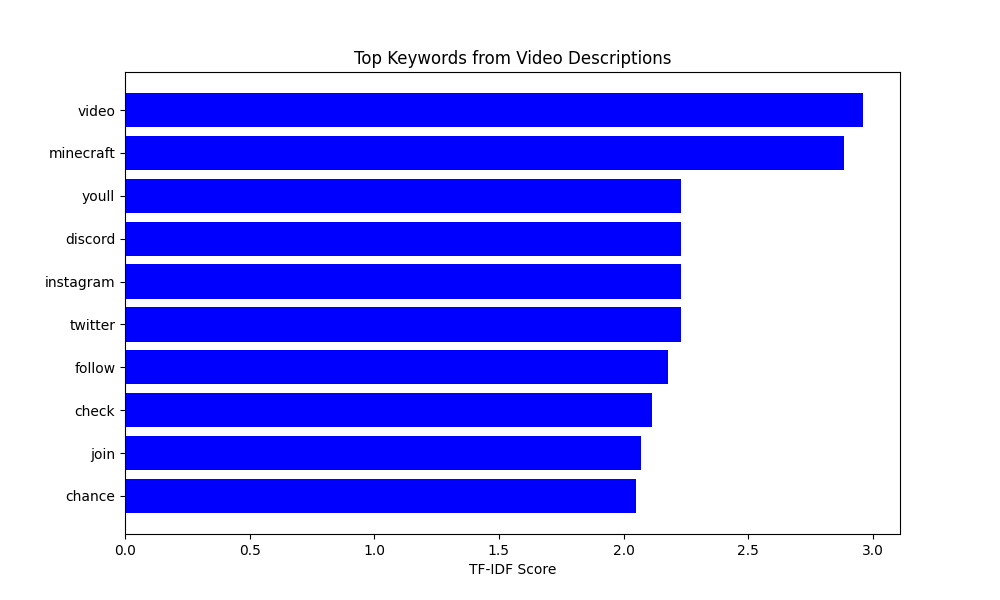 Top Keywords from Video Descriptions
video
minecraft
youll
discord
instagram
twitter
follow
check
join
chance
0.0 0.5 1.0 1.5 2.0 2.5 3.0
TF-IDF Score